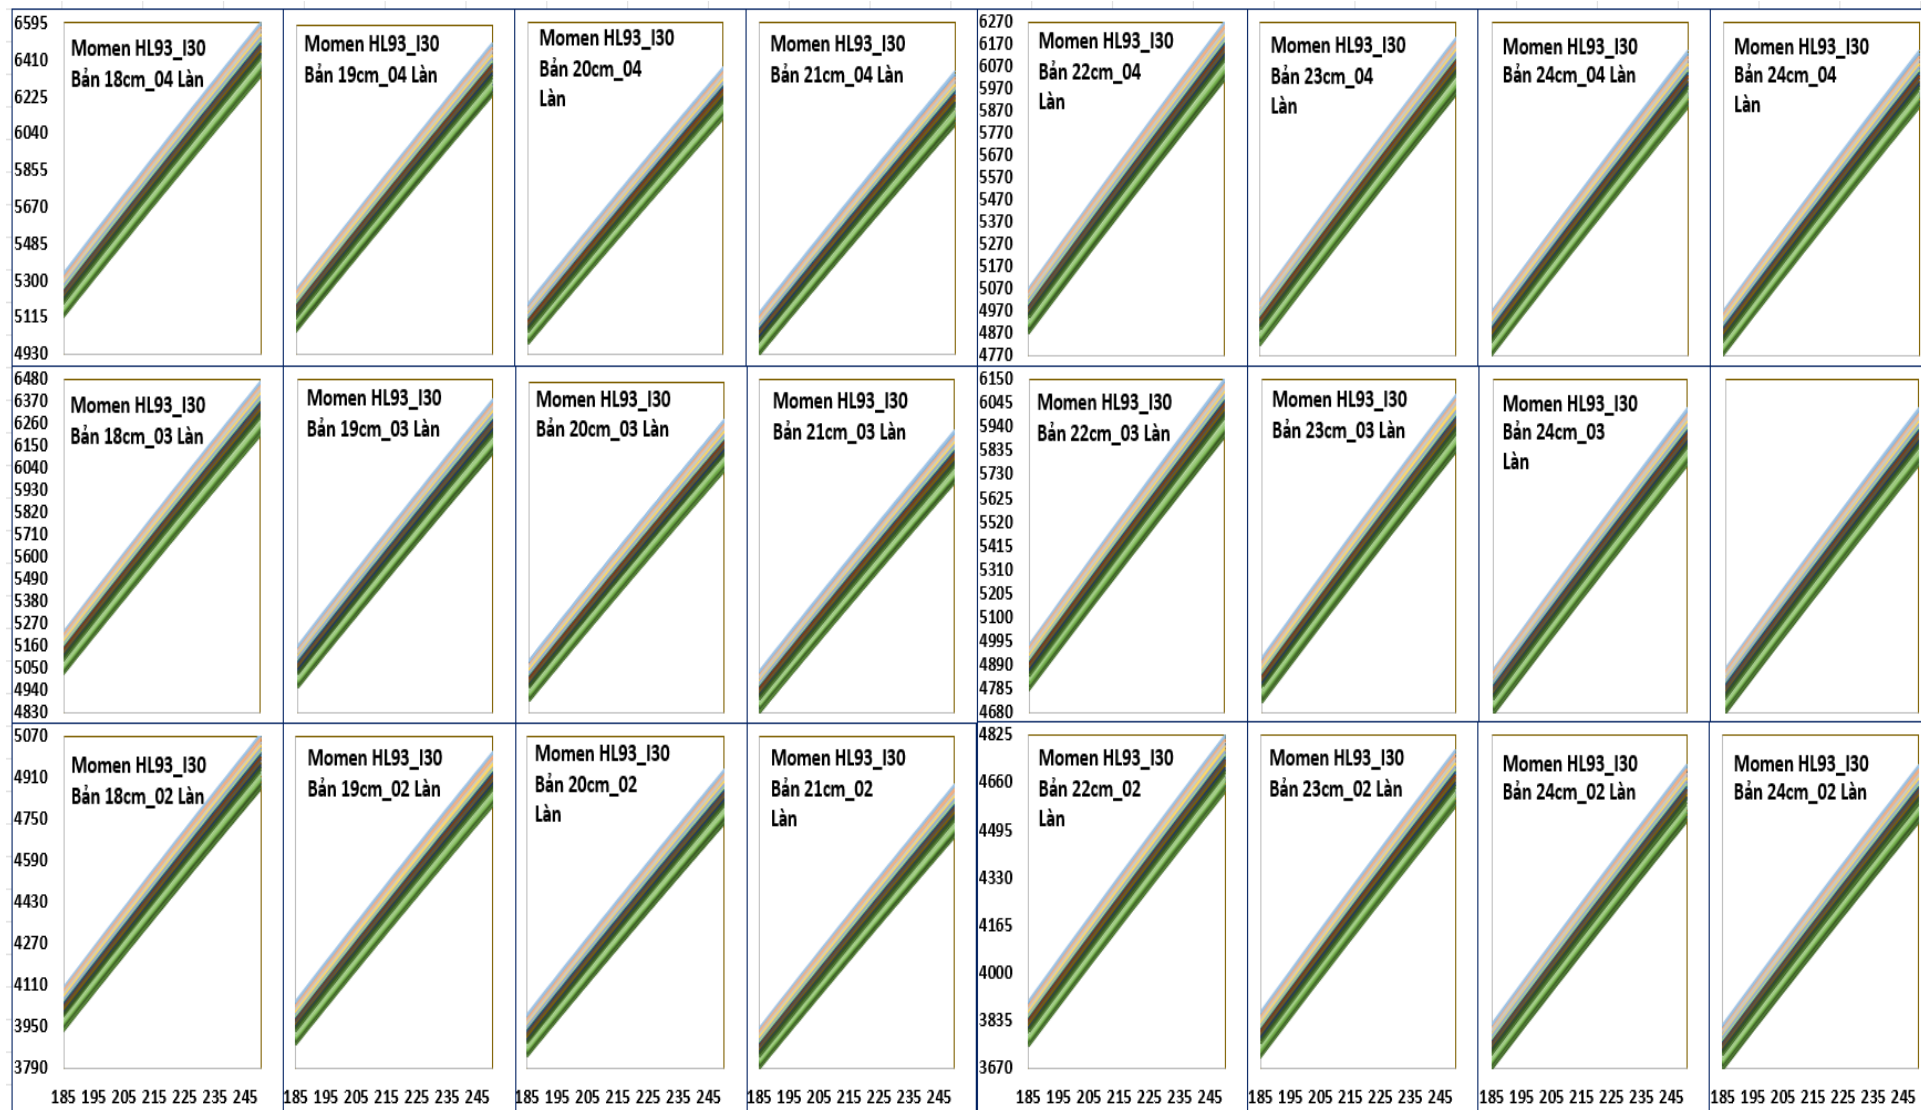 6595
6410
6225
6040
5855
5670
5485
5300
5115
4930
Momen HL93_I30
Bản 18cm_04 Làn
Momen HL93_I30
Bản 19cm_04 Làn
Momen HL93_I30
Bản 20cm_04
Làn
Momen HL93_I30
Bản 21cm_04 Làn
6270
6170
6070
5970
5870
5770
5670
5570
5470
5370
5270
5170
5070
4970
4870
4770
Momen HL93_I30
Bản 22cm_04
Làn
Momen HL93_I30
Bản 23cm_04
Làn
Momen HL93_I30
Bản 24cm_04 Làn
Momen HL93_I30
Bản 24cm_04
Làn
6480
6370
6260
6150
6040
5930
5820
5710
5600
5490
5380
5270
5160
5050
4940
4830
Momen HL93_I30
Bản 18cm_03 Làn
Momen HL93_I30
Bản 19cm_03 Làn
Momen HL93_I30
Bản 20cm_03 Làn
Momen HL93_I30
Bản 21cm_03 Làn
6150
6045
5940
5835
5730
5625
5520
5415
5310
5205
5100
4995
4890
4785
4680
Momen HL93_I30
Bản 22cm_03 Làn
Momen HL93_I30
Bản 23cm_03 Làn
Momen HL93_I30
Bản 24cm_03
Làn
5070
4910
4750
4590
4430
4270
4110
3950
3790
Momen HL93_I30
Bản 18cm_02 Làn
Momen HL93_I30
Bản 19cm_02 Làn
Momen HL93_I30
Bản 20cm_02
Làn
Momen HL93_I30
Bản 21cm_02
Làn
4825
4660
4495
4330
4165
4000
3835
3670
Momen HL93_I30
Bản 22cm_02
Làn
Momen HL93_I30
Bản 23cm_02 Làn
Momen HL93_I30
Bản 24cm_02 Làn
Momen HL93_I30
Bản 24cm_02 Làn
185 195 205 215 225 235 245
185 195 205 215 225 235 245
185 195 205 215 225 235 245
185 195 205 215 225 235 245
185 195 205 215 225 235 245
185 195 205 215 225 235 245
185 195 205 215 225 235 245
185 195 205 215 225 235 245